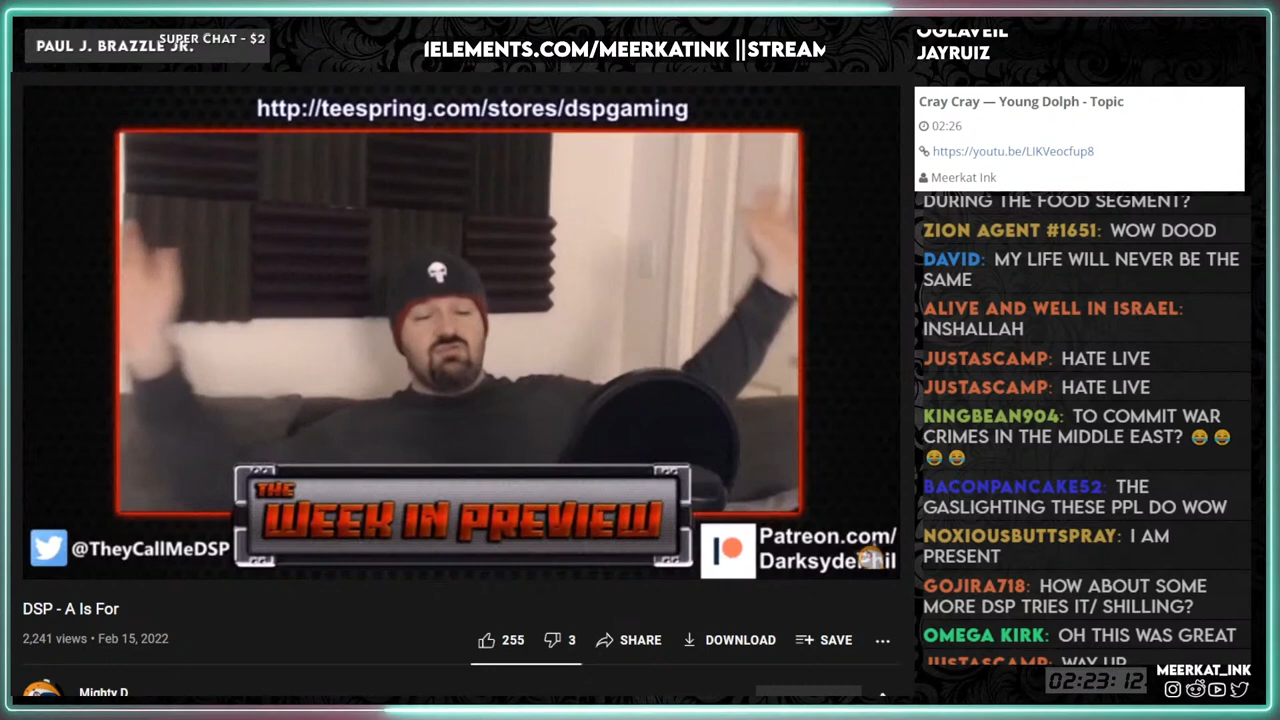 PAUL J. BRAZZLE JR.
SUPER CHAT - $2
1ELEMENTS.COM/MEERKATINK ||STREAM
OGLAVEIL
JAYRUIZ
http://teespring.com/stores/dspgaming
THE
WEEK IN PREVIEW
@TheyCallMeDSP
Patreon.com/
DarksydePhil
DSP - A Is For
2,241 views • Feb 15, 2022
255
3
SHARE
DOWNLOAD
SAVE
Mighty D
Cray Cray — Young Dolph - Topic
02:26
https://youtu.be/LIKVeocfup8
Meerkat Ink
DURING THE FOOD SEGMENT?
ZION AGENT #1651: WOW DOOD
DAVID: MY LIFE WILL NEVER BE THE
SAME
ALIVE AND WELL IN ISRAEL:
INSHALLAH
JUSTASCAMP: HATE LIVE
JUSTASCAMP: HATE LIVE
KINGBEAN904: TO COMMIT WAR
CRIMES IN THE MIDDLE EAST? 😂 😂
😂 😂
BACONPANCAKE52: THE
GASLIGHTING THESE PPL DO WOW
NOXIOUSBUTTSPRAY: I AM
PRESENT
GOJIRA718: HOW ABOUT SOME
MORE DSP TRIES IT/ SHILLING?
OMEGA KIRK: OH THIS WAS GREAT
JUSTASCAMP: WAY UP
02:23:12
MEERKAT_INK